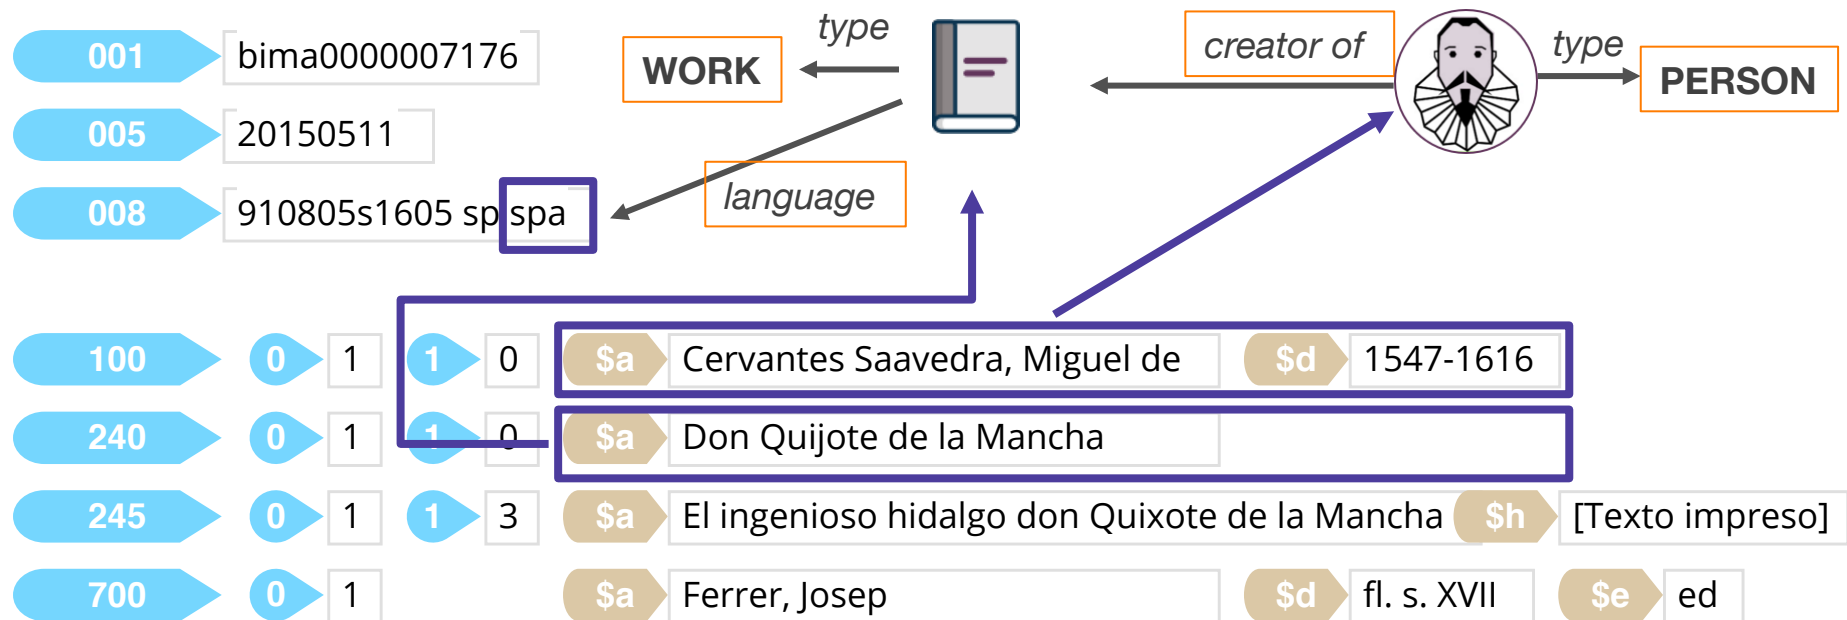 type
creator of
type
WORK
PERSON
language
001 bima0000007176
005 20150511
008 910805s1605 sp spa
100 0 1 1 0 $a Cervantes Saavedra, Miguel de $d 1547-1616
240 0 1 1 0 $a Don Quijote de la Mancha
245 0 1 1 3 $a El ingenioso hidalgo don Quixote de la Mancha $h [Texto impreso]
700 0 1 $a Ferrer, Josep $d fl. s. XVII $e ed